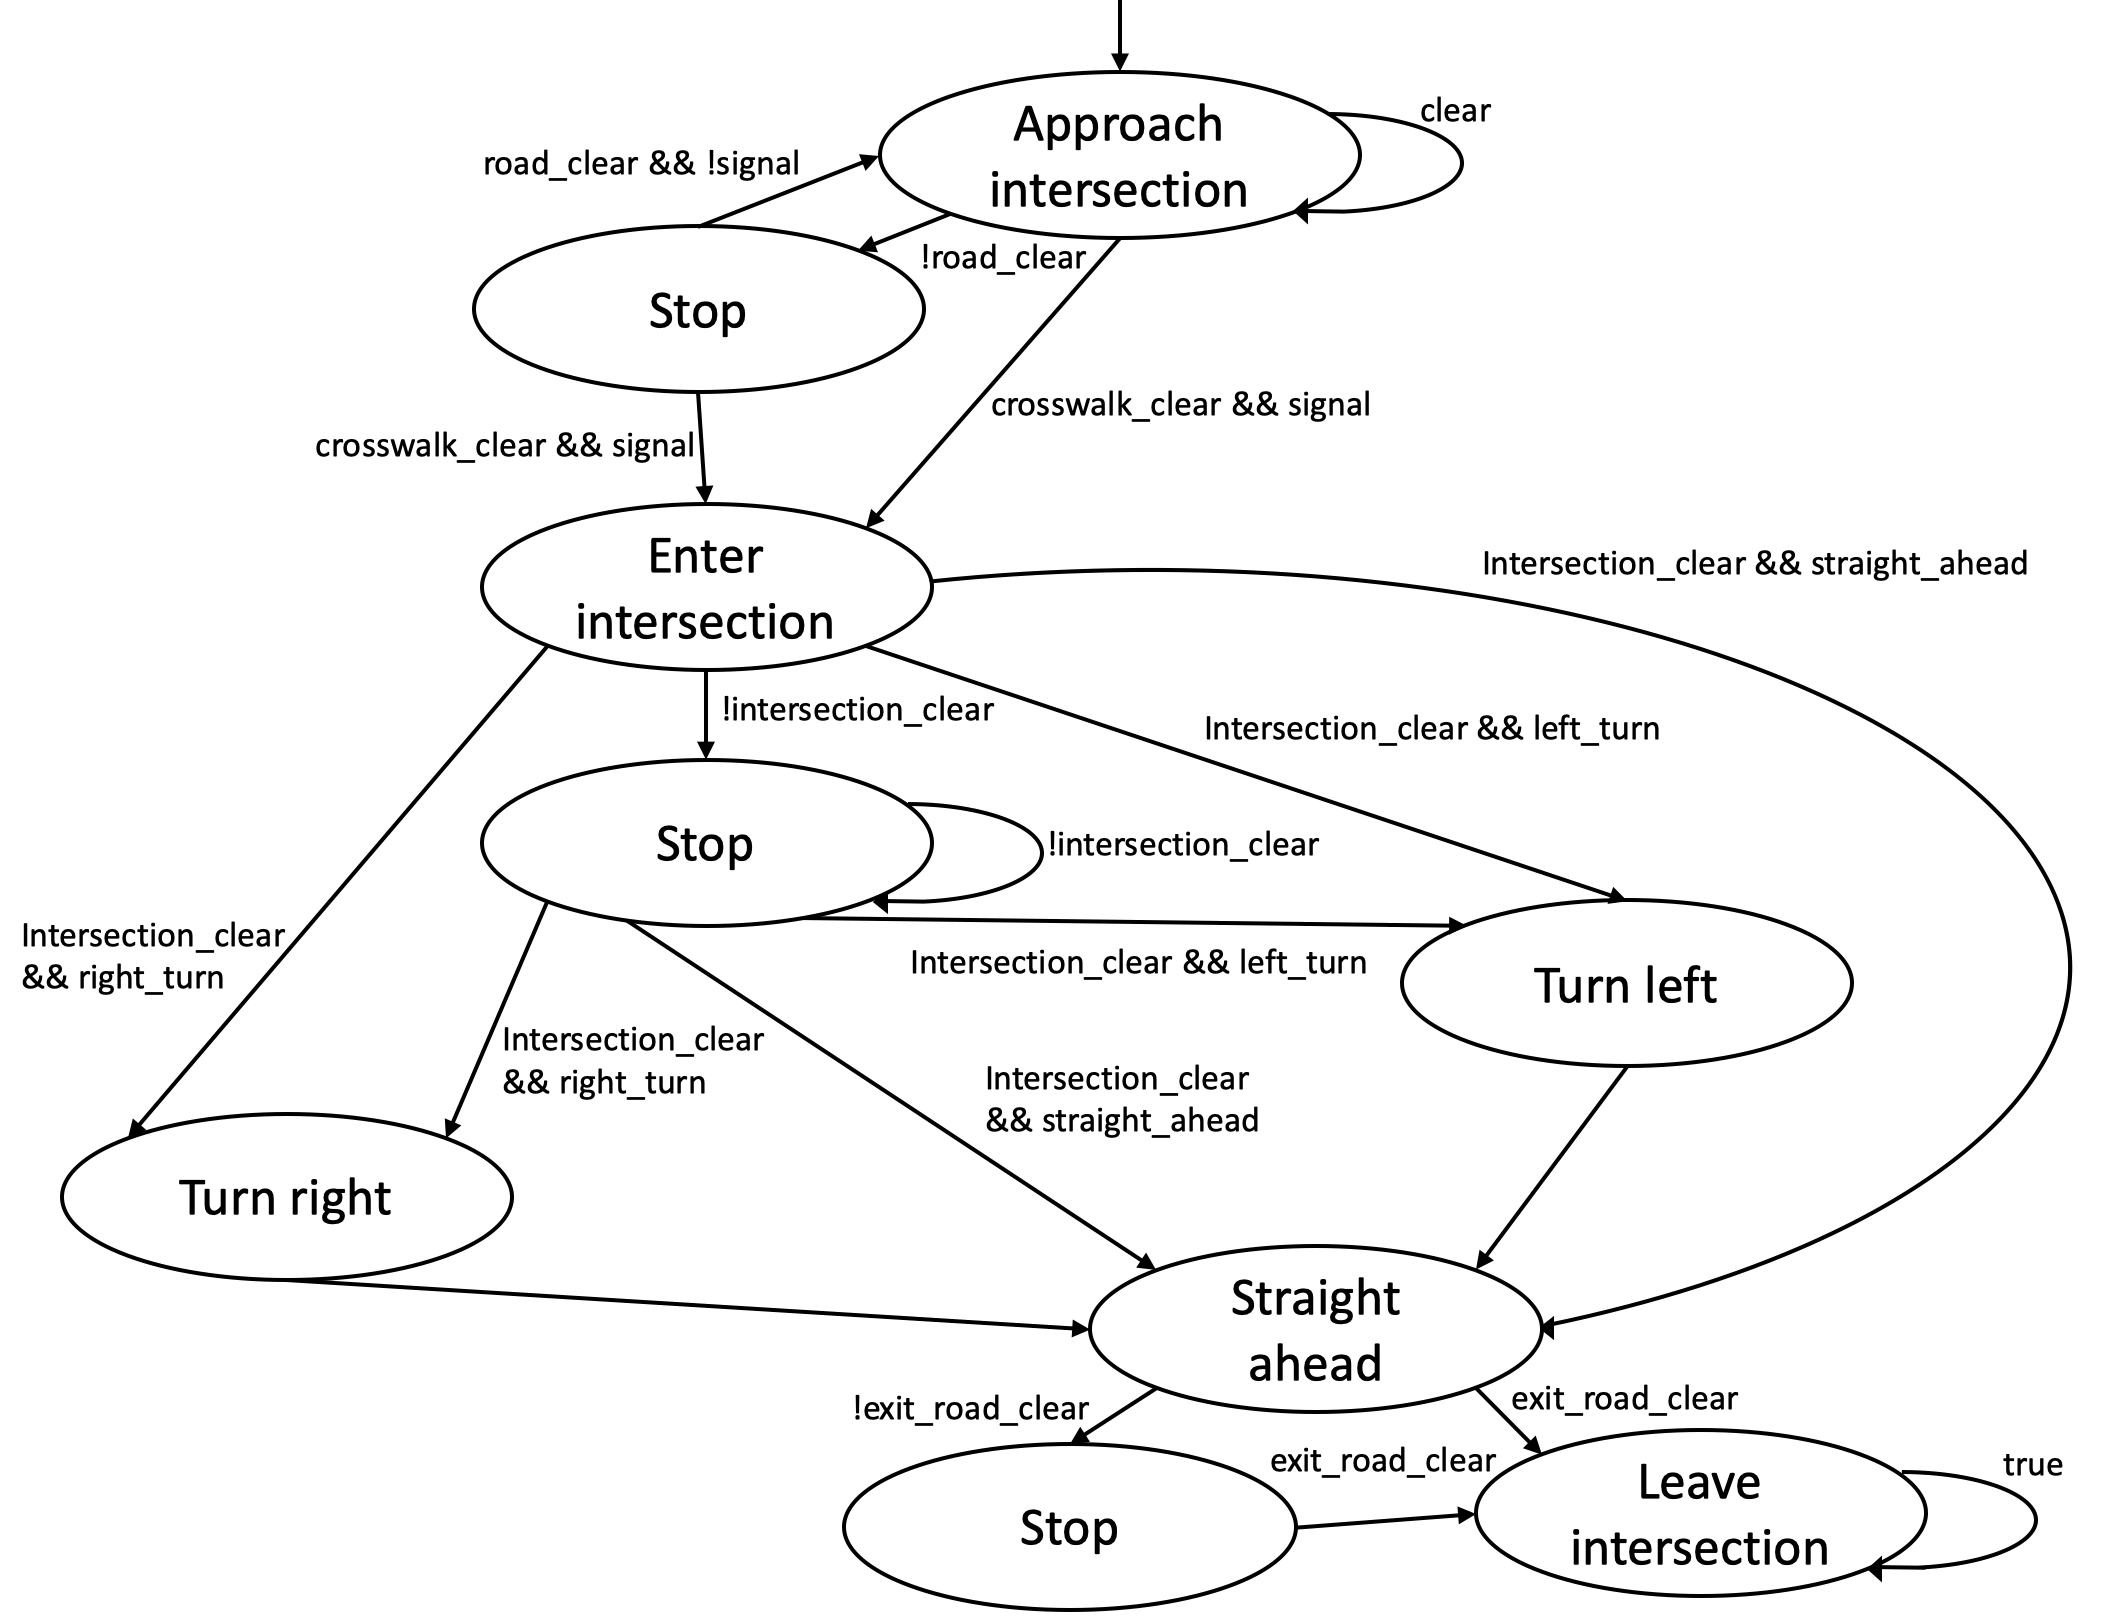 Approach
intersection
clear
road_clear && !signal
!road_clear
Stop
crosswalk_clear && signal
crosswalk_clear && signal
Enter
intersection
Intersection_clear && straight_ahead
!intersection_clear
Intersection_clear && left_turn
Stop
!intersection_clear
Intersection_clear
&& right_turn
Intersection_clear && left_turn
Turn left
Intersection_clear
&& right_turn
Intersection_clear
&& straight_ahead
Turn right
Straight
ahead
!exit_road_clear
exit_road_clear
exit_road_clear
Stop
Leave
intersection
true